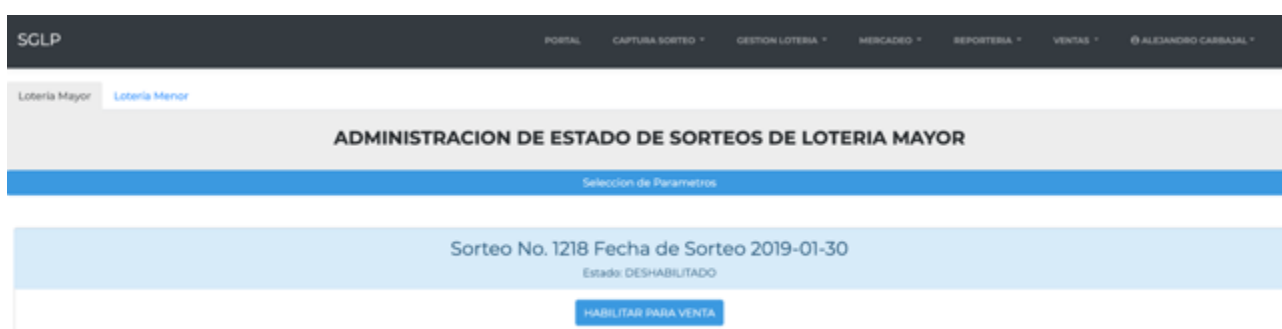 SGLP PORTAL CAPTURA SORTEO GESTION LOTERIA MERCADEO REPORTERIA VENTAS ALEJANDRO CARBAJAL
Loteria Mayor Loteria Menor
ADMINISTRACION DE ESTADO DE SORTEOS DE LOTERIA MAYOR
Seleccion de Parametros
Sorteo No. 1218 Fecha de Sorteo 2019-01-30
Estado: DESHABILITADO
HABILITAR PARA VENTA